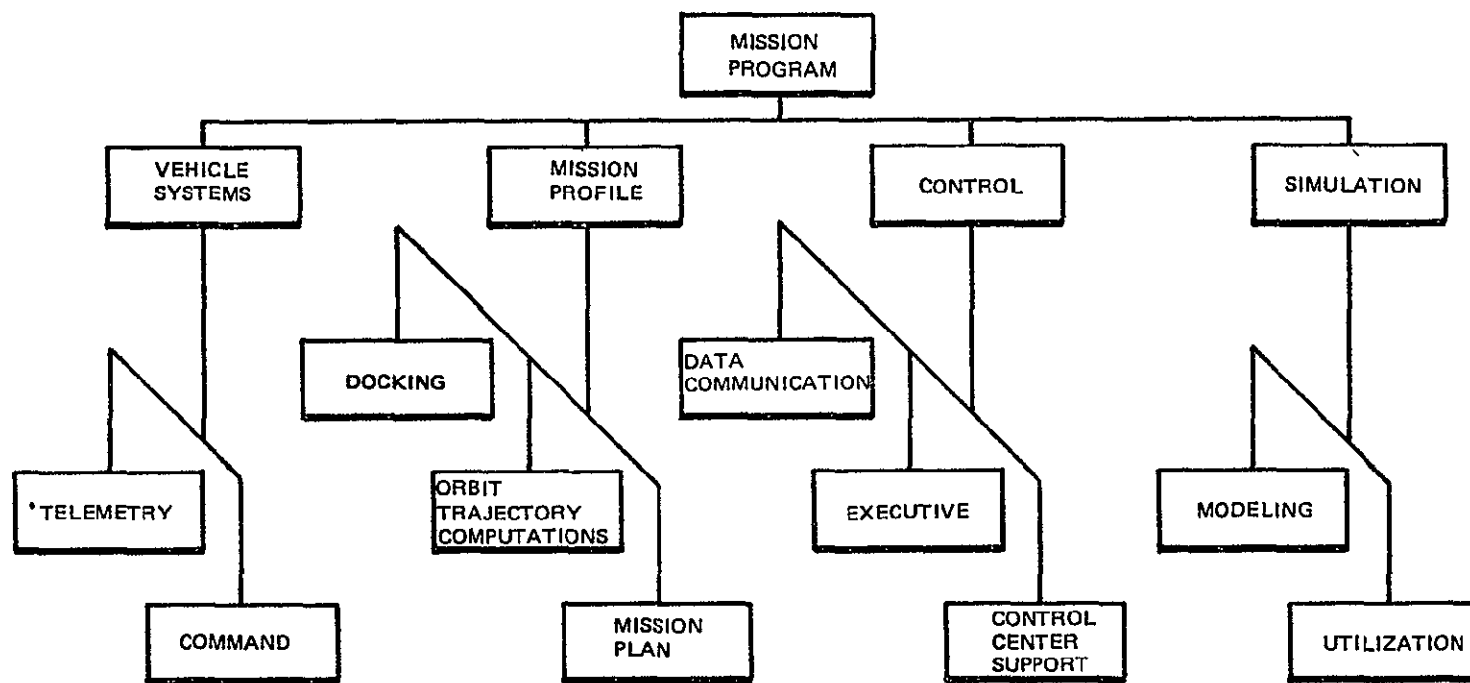 MISSION
PROGRAM
VEHICLE
SYSTEMS
MISSION
PROFILE
CONTROL
SIMULATION
DOCKING
DATA
COMMUNICATION
TELEMETRY
ORBIT
TRAJECTORY
COMPUTATIONS
EXECUTIVE
MODELING
COMMAND
MISSION
PLAN
CONTROL
CENTER
SUPPORT
UTILIZATION